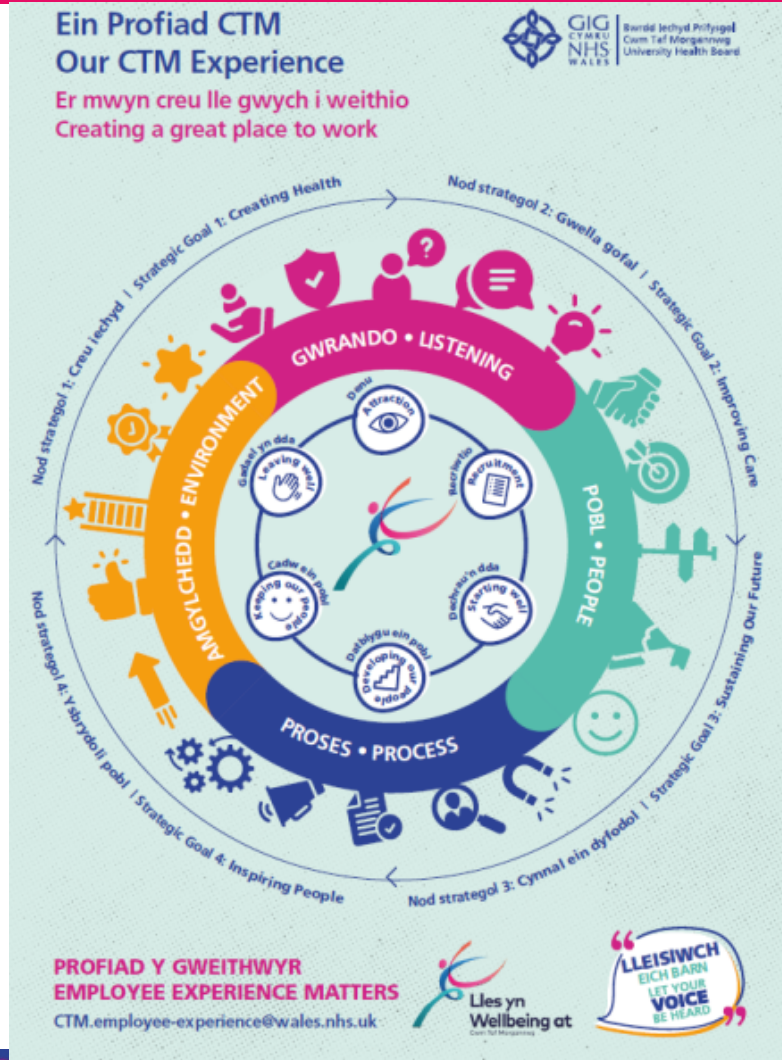 Ein Profiad CTM
Our CTM Experience
Er mwyn creu lle gwych i weithio
Creating a great place to work
GIG
CYMRU
NHS
WALES
Bwrdd Iechyd Prifysgol
Cwm Taf Morgannwg
University Health Board
Nod strategol 1: Creu iechyd | Strategic Goal 1: Creating Health
Nod strategol 2: Gwella gofal | Strategic Goal 2: Improving Care
Nod strategol 3: Cynnal ein dyfodol | Strategic Goal 3: Sustaining Our Future
Nod strategol 4: Ysbrydoli pobl | Strategic Goal 4: Inspiring People
GWRANDO • LISTENING
POBL • PEOPLE
PROSES • PROCESS
AMGYLCHEDD • ENVIRONMENT
Denu
Attraction
Recriwtio
Recruitment
Dechrau'n dda
Starting well
Datblygu ein pobl
Developing our people
Cadw ein pobl
Keeping our people
Gadael yn dda
Leaving well
PROFIAD Y GWEITHWYR
EMPLOYEE EXPERIENCE MATTERS
CTM.employee-experience@wales.nhs.uk
Lles yn
Wellbeing at
Cwm Taf Morgannwg
LLEISIWCH
EICH BARN
LET YOUR
VOICE
BE HEARD